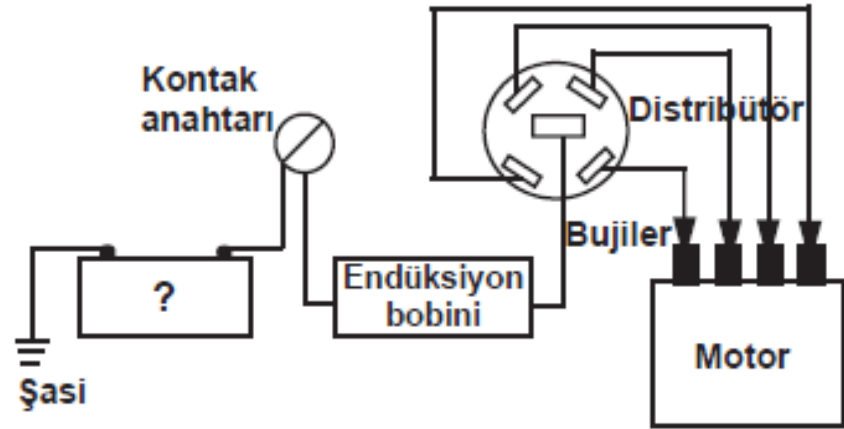 Kontak
anahtarı
Distribütör
Bujiler
?
Endüksiyon
bobini
Motor
Şasi